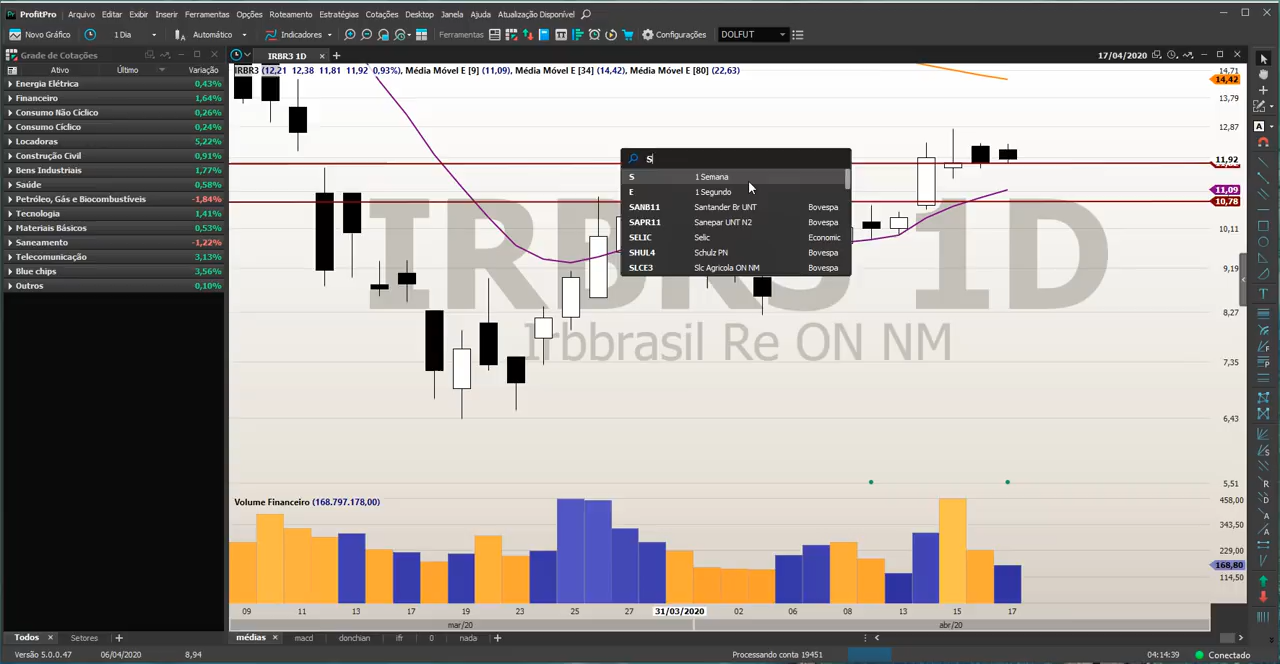 ProfitPro Arquivo Editar Exibir Inserir Ferramentas Opções Roteamento Estratégias Cotações Desktop Janela Ajuda Atualização Disponível
Novo Gráfico 1 Dia Automático Indicadores Ferramentas Configurações DOLFUT
Grade de Cotações
IRBR3 1D
17/04/2020
Ativo Último Variação
Energia Elétrica 0,43%
Financeiro 1,64%
Consumo Não Cíclico 0,26%
Consumo Cíclico 0,24%
Locadoras 5,22%
Construção Civil 0,91%
Bens Industriais 1,77%
Saúde 0,58%
Petróleo, Gás e Biocombustíveis -1,84%
Tecnologia 1,41%
Materiais Básicos 0,53%
Saneamento -1,22%
Telecomunicação 3,13%
Blue chips 3,56%
Outros -0,10%
IRBR3 (12,21 12,38 11,81 11,92 0,93%), Média Móvel E [9] (11,09), Média Móvel E [34] (14,42), Média Móvel E [80] (22,63)
S
S 1 Semana
E 1 Segundo
SANB11 Santander Br UNT Bovespa
SAPR11 Sanepar UNT N2 Bovespa
SELIC Selic Economic
SHUL4 Schulz PN Bovespa
SLCE3 Slc Agricola ON NM Bovespa
IRBR3 1D
Irbbrasil Re ON NM
14,71
14,42
13,79
12,87
11,92
11,09
10,78
10,11
9,19
8,27
7,35
6,43
5,51
Volume Financeiro (168.797.178,00)
458,00
343,50
229,00
168,80
114,50
09 11 13 17 19 23 25 27 31/03/2020 02 06 08 13 15 17
mar/20 abr/20
Todos Setores
médias macd donchian ifr 0 nada
Versão 5.0.0.47 06/04/2020 8,94 Processando conta 19451 04:14:39 Conectado